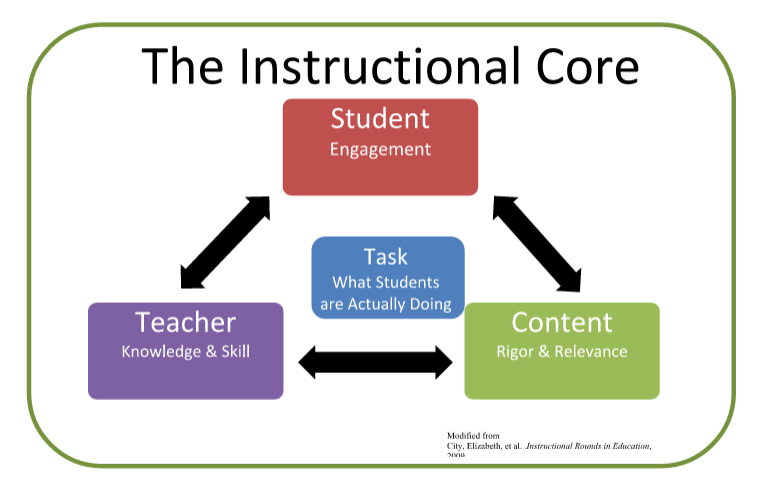 The Instructional Core
Student
Engagement
Task
What Students
are Actually Doing
Teacher
Knowledge & Skill
Content
Rigor & Relevance
Modified from
City, Elizabeth, et al. Instructional Rounds in Education,
2009